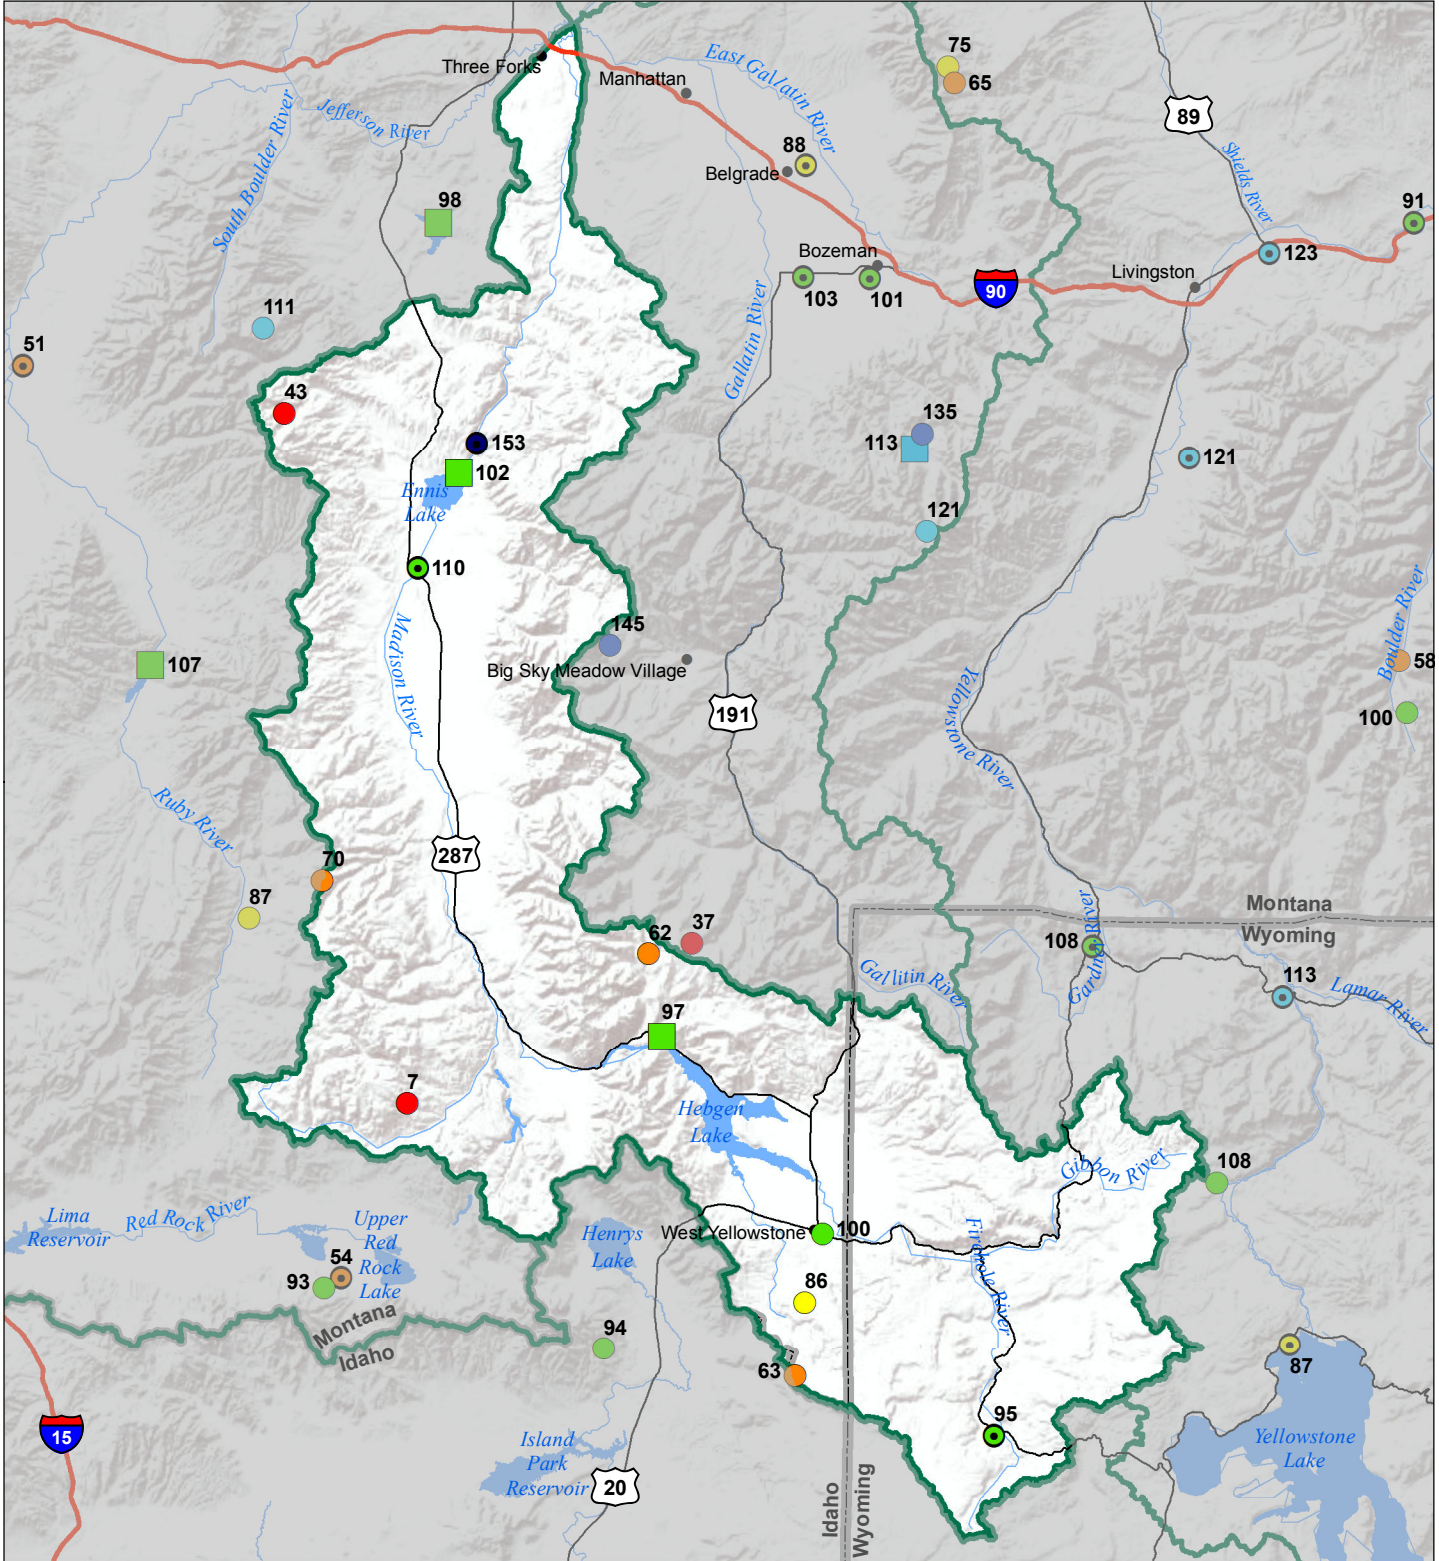 75
65
East Gallatin River
Three Forks
Manhattan
Jefferson River
89
South Boulder River
88
Belgrade
Shields River
98
91
Bozeman
123
Livingston
90
103
101
111
Gallatin River
51
43
135
153
113
102
121
Ennis
Lake
121
110
Boulder River
Madison River
145
107
Big Sky Meadow Village
58
100
191
Yellowstone River
Ruby River
287
70
87
Montana
Wyoming
62
37
108
Gardner River
Gallitin River
113
Lamar River
97
7
Hebgen
Lake
Gibbon River
108
Lima
Reservoir
Red Rock River
Upper
Red
Rock
Lake
Henrys
Lake
West Yellowstone
100
Firehole River
54
93
86
Montana
Idaho
94
63
87
95
15
Island
Park
Reservoir
20
Yellowstone
Lake
Idaho
Wyoming